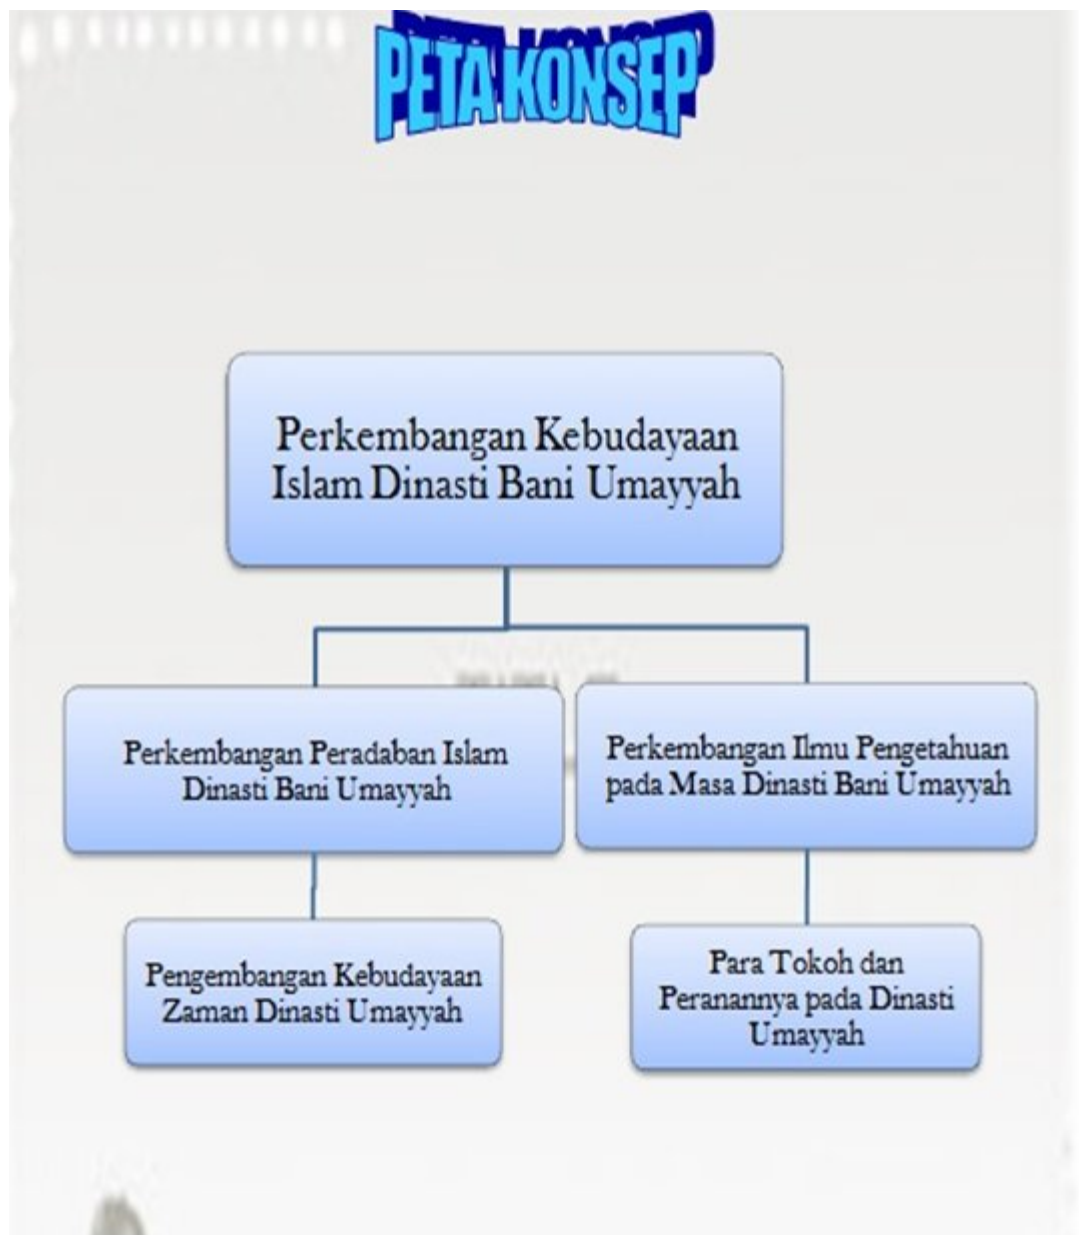 PETA KONSEP
Perkembangan Kebudayaan
Islam Dinasti Bani Umayyah
Perkembangan Peradaban Islam
Dinasti Bani Umayyah
Perkembangan Ilmu Pengetahuan
pada Masa Dinasti Bani Umayyah
Pengembangan Kebudayaan
Zaman Dinasti Umayyah
Para Tokoh dan
Peranannya pada Dinasti
Umayyah